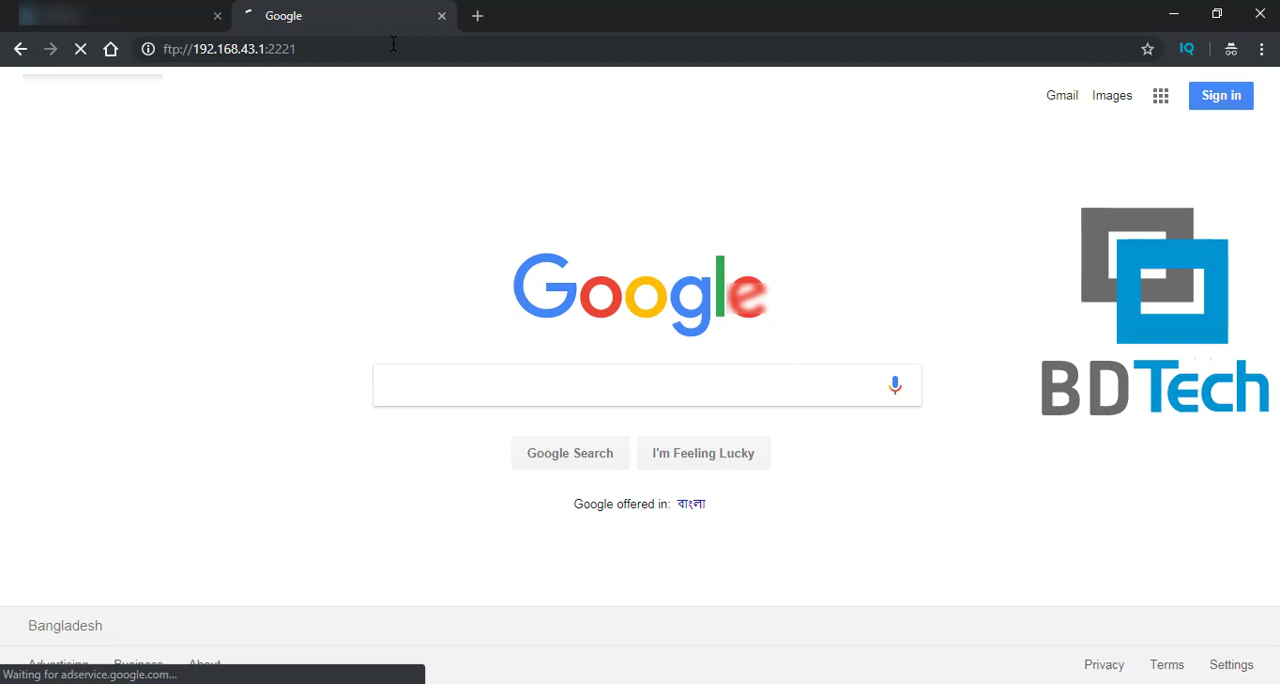 Google
ftp://192.168.43.1:2221
IQ
Gmail Images Sign in
Google
BDTech
Google Search I'm Feeling Lucky
Google offered in: বাংলা
Bangladesh
Advertising Business About Privacy Terms Settings
Waiting for adservice.google.com...